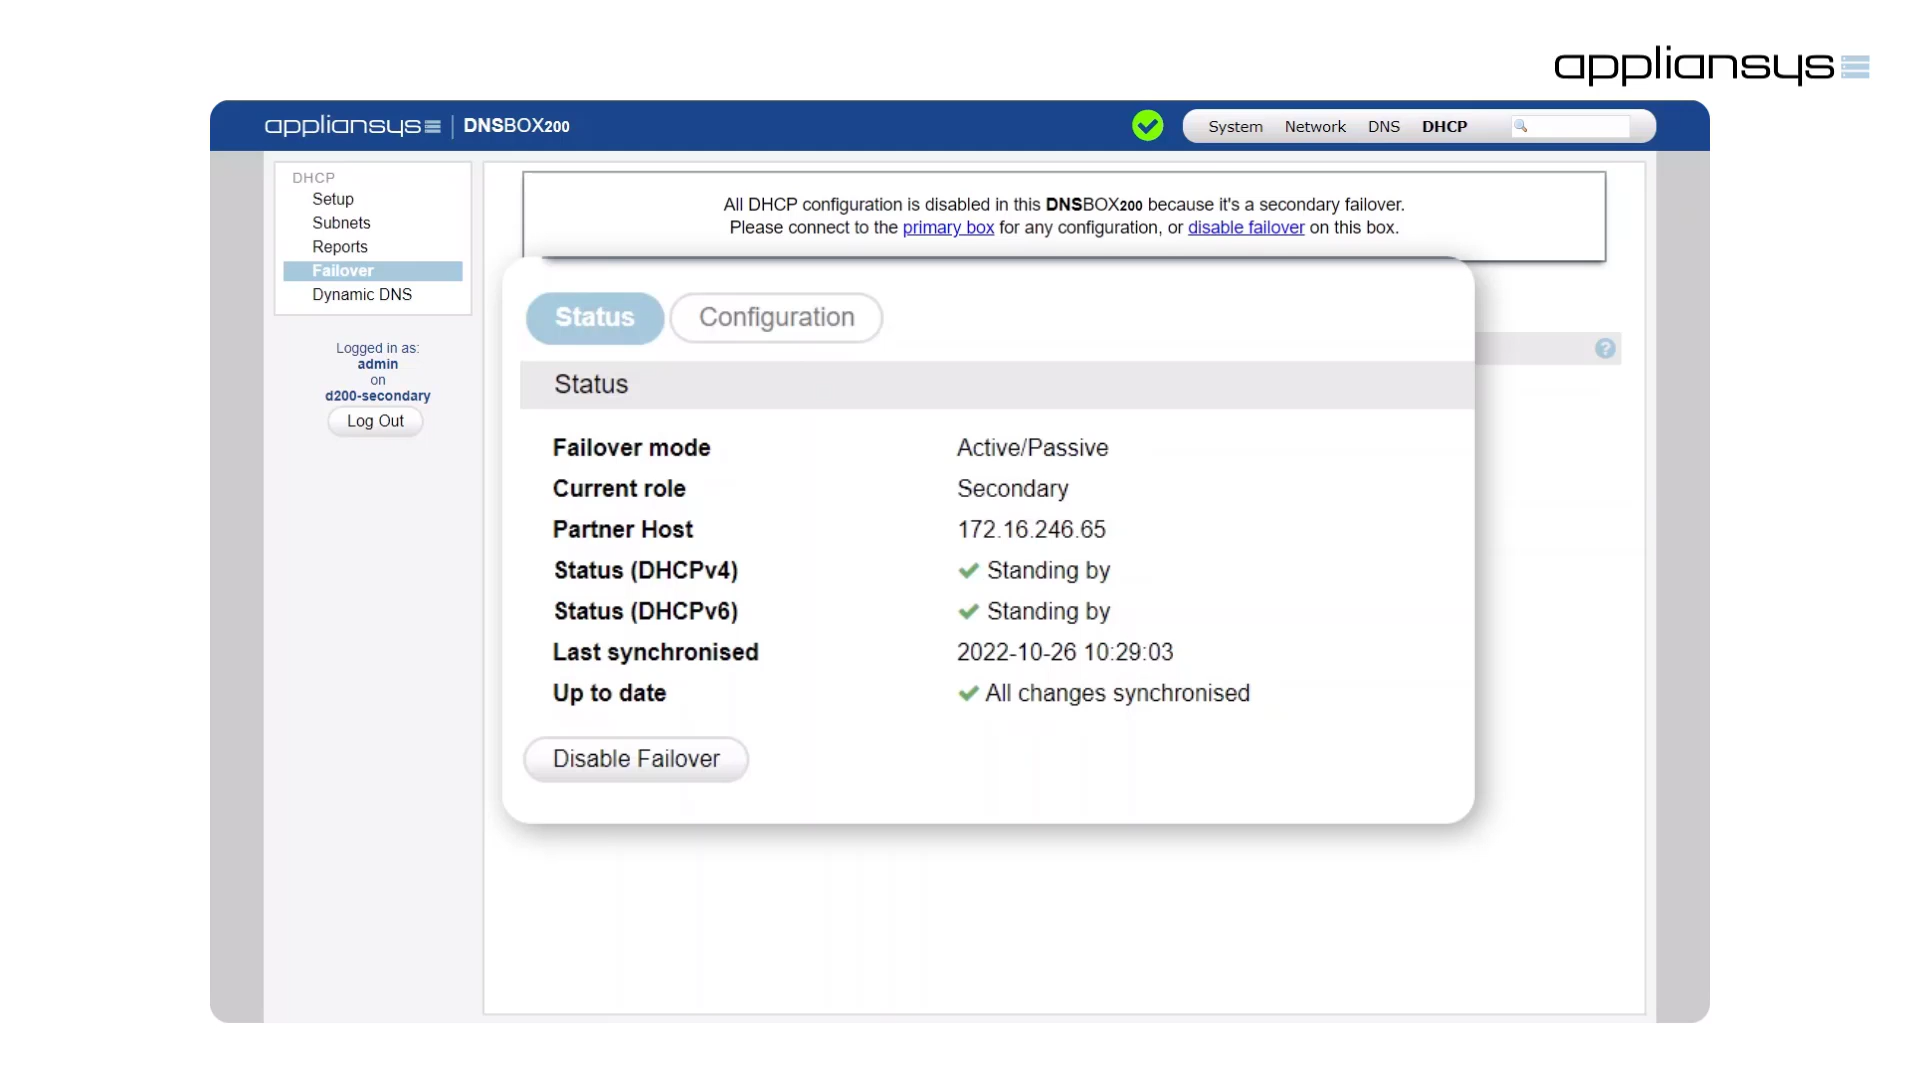 appliansys
appliansys | DNSBOX200
System Network DNS DHCP
DHCP
Setup
Subnets
Reports
Failover
Dynamic DNS
Logged in as:
admin
on
d200-secondary
Log Out
All DHCP configuration is disabled in this DNSBOX200 because it's a secondary failover.
Please connect to the primary box for any configuration, or disable failover on this box.
?
Status Configuration
Status
Failover mode Active/Passive
Current role Secondary
Partner Host 172.16.246.65
Status (DHCPv4) Standing by
Status (DHCPv6) Standing by
Last synchronised 2022-10-26 10:29:03
Up to date All changes synchronised
Disable Failover